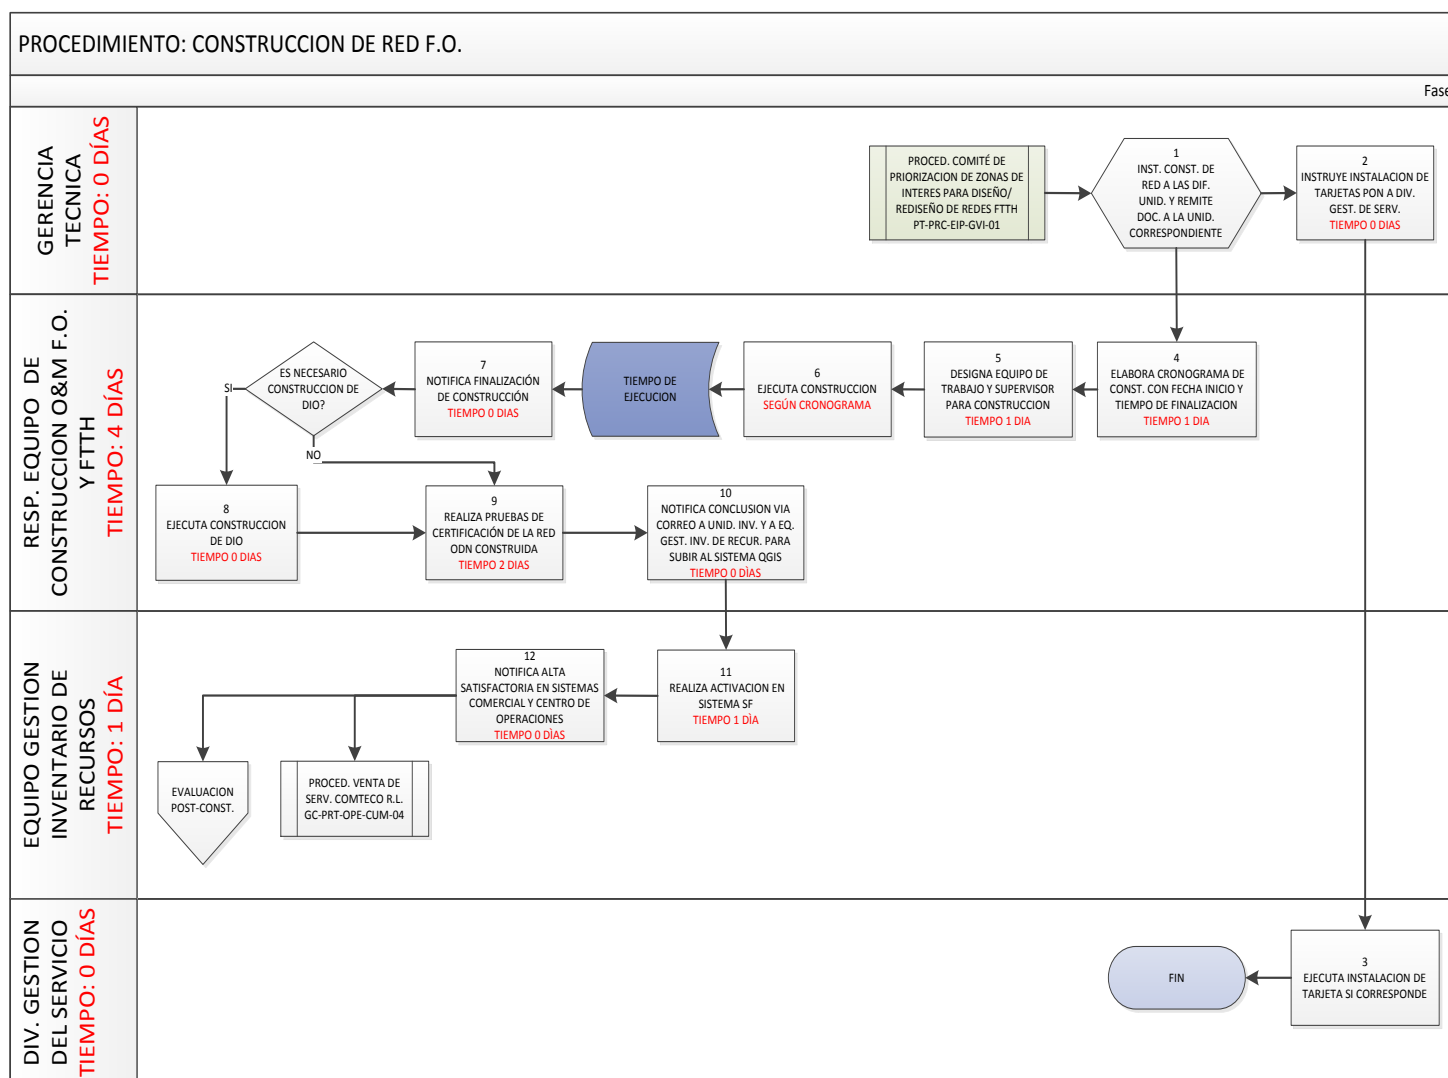 PROCEDIMIENTO: CONSTRUCCION DE RED F.O.
Fase
GERENCIA
TECNICA
TIEMPO: 0 DÍAS
PROCED. COMITÉ DE
PRIORIZACION DE ZONAS DE
INTERES PARA DISEÑO/
REDISEÑO DE REDES FTTH
PT-PRC-EIP-GVI-01
1
INST. CONST. DE
RED A LAS DIF.
UNID. Y REMITE
DOC. A LA UNID.
CORRESPONDIENTE
2
INSTRUYE INSTALACION DE
TARJETAS PON A DIV.
GEST. DE SERV.
TIEMPO 0 DIAS
RESP. EQUIPO DE
CONSTRUCCION O&M F.O.
Y FTTH
TIEMPO: 4 DÍAS
4
ELABORA CRONOGRAMA DE
CONST. CON FECHA INICIO Y
TIEMPO DE FINALIZACION
TIEMPO 1 DIA
5
DESIGNA EQUIPO DE
TRABAJO Y SUPERVISOR
PARA CONSTRUCCION
TIEMPO 1 DIA
6
EJECUTA CONSTRUCCION
SEGÚN CRONOGRAMA
TIEMPO DE
EJECUCION
7
NOTIFICA FINALIZACIÓN
DE CONSTRUCCIÓN
TIEMPO 0 DIAS
ES NECESARIO
CONSTRUCCION DE
DIO?
SI
NO
8
EJECUTA CONSTRUCCION
DE DIO
TIEMPO 0 DIAS
9
REALIZA PRUEBAS DE
CERTIFICACIÓN DE LA RED
ODN CONSTRUIDA
TIEMPO 2 DIAS
10
NOTIFICA CONCLUSION VIA
CORREO A UNID. INV. Y A EQ.
GEST. INV. DE RECUR. PARA
SUBIR AL SISTEMA QGIS
TIEMPO 0 DÌAS
EQUIPO GESTION
INVENTARIO DE
RECURSOS
TIEMPO: 1 DÍA
11
REALIZA ACTIVACION EN
SISTEMA SF
TIEMPO 1 DÌA
12
NOTIFICA ALTA
SATISFACTORIA EN SISTEMAS
COMERCIAL Y CENTRO DE
OPERACIONES
TIEMPO 0 DÌAS
EVALUACION
POST-CONST.
PROCED. VENTA DE
SERV. COMTECO R.L.
GC-PRT-OPE-CUM-04
DIV. GESTION
DEL SERVICIO
TIEMPO: 0 DÍAS
3
EJECUTA INSTALACION DE
TARJETA SI CORRESPONDE
FIN